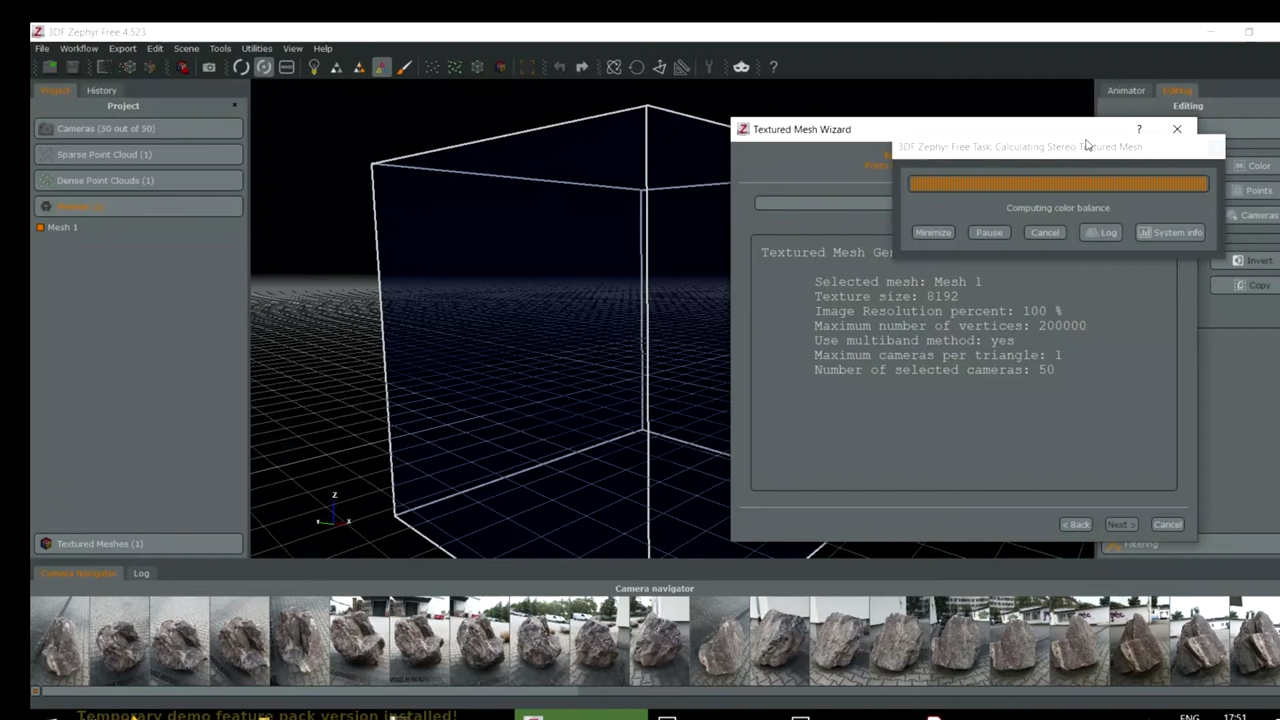 3DF Zephyr Free 4.523
File Workflow Export Edit Scene Tools Utilities View Help
Project History
Project
Cameras (50 out of 50)
Sparse Point Cloud (1)
Dense Point Clouds (1)
Mesh 1
Textured Meshes (1)
Z
Y
X
Textured Mesh Wizard
Textured Mesh Ge
Selected mesh: Mesh 1
Texture size: 8192
Image Resolution percent: 100 %
Maximum number of vertices: 200000
Use multiband method: yes
Maximum cameras per triangle: 1
Number of selected cameras: 50
< Back Next > Cancel
3DF Zephyr Free Task: Calculating Stereo Textured Mesh
Computing color balance
Minimize Pause Cancel Log System info
Animator Editing
Editing
Color
Points
Cameras
Invert
Copy
Filtering
Camera Navigator Log
Camera navigator
Temporary demo feature pack version installed!
ENG 17:51